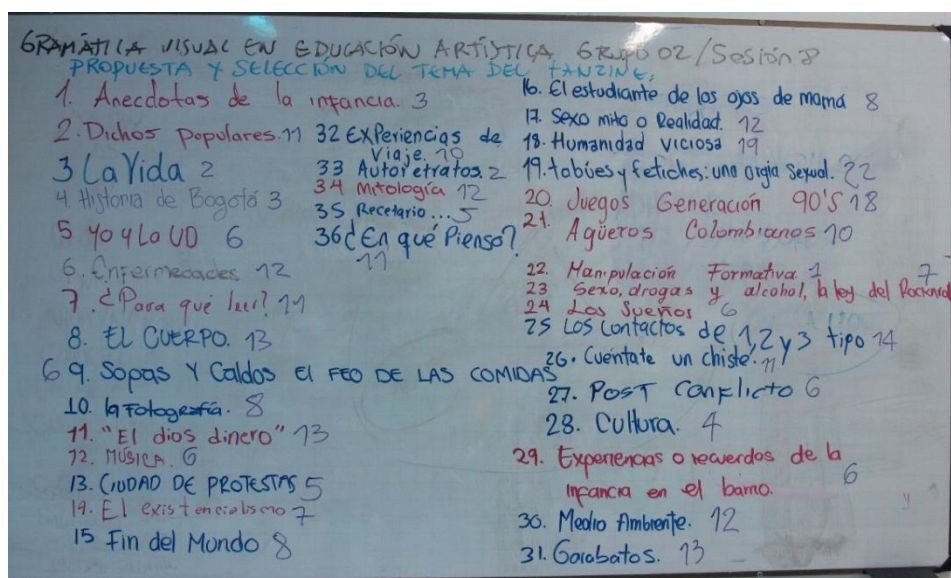 GRAMÁTICA VISUAL EN EDUCACIÓN ARTÍSTICA GRUPO 02/Sesión 8
PROPUESTA Y SELECCIÓN DEL TEMA DEL FANZINE:
1. Anecdotas de la infancia. 3
2. Dichos populares. 11
3 La Vida 2
4. Historia de Bogotá 3
5 Yo y La UD 6
6. Enfermedades 12
7. ¿Para qué leer? 11
8. EL CUERPO. 13
6 9. Sopas Y Caldos El FEO DE LAS COMIDAS
10. la Fotografía. 8
11. "El dios dinero" 13
12. MÚSICA. 6
13. CIUDAD DE PROTESTAS 5
14. El existencialismo 7
15 Fin del Mundo 8
32 EXPeriencias de
Viaje. 10
33 Autoretratos. 2
34 Mitología 12
35 Recetario... 5
36 ¿En qué Pienso?
11
16. El estudiante de los ojos de mamá 8
17. Sexo mito o Realidad. 12
18. Humanidad viciosa 19
19. tabúes y fetiches: una orgia Sexual. 22
20. Juegos Generación 90'S 18
21. Agüeros Colombianos 10
22. Manipulación Formativa 1
23 Sexo, drogas y alcohol, la ley del Rocknrol 7
24 Los Sueños 6
25 Los Contactos de 1,2 y 3 tipo 14
26. Cuéntate un chiste. 11
27. POST CONFlicto 6
28. Cultura. 4
29. Experiencias o recuerdos de la
infancia en el barrio. 6
30. Medio Ambiente. 12
31. Garabatos. 13